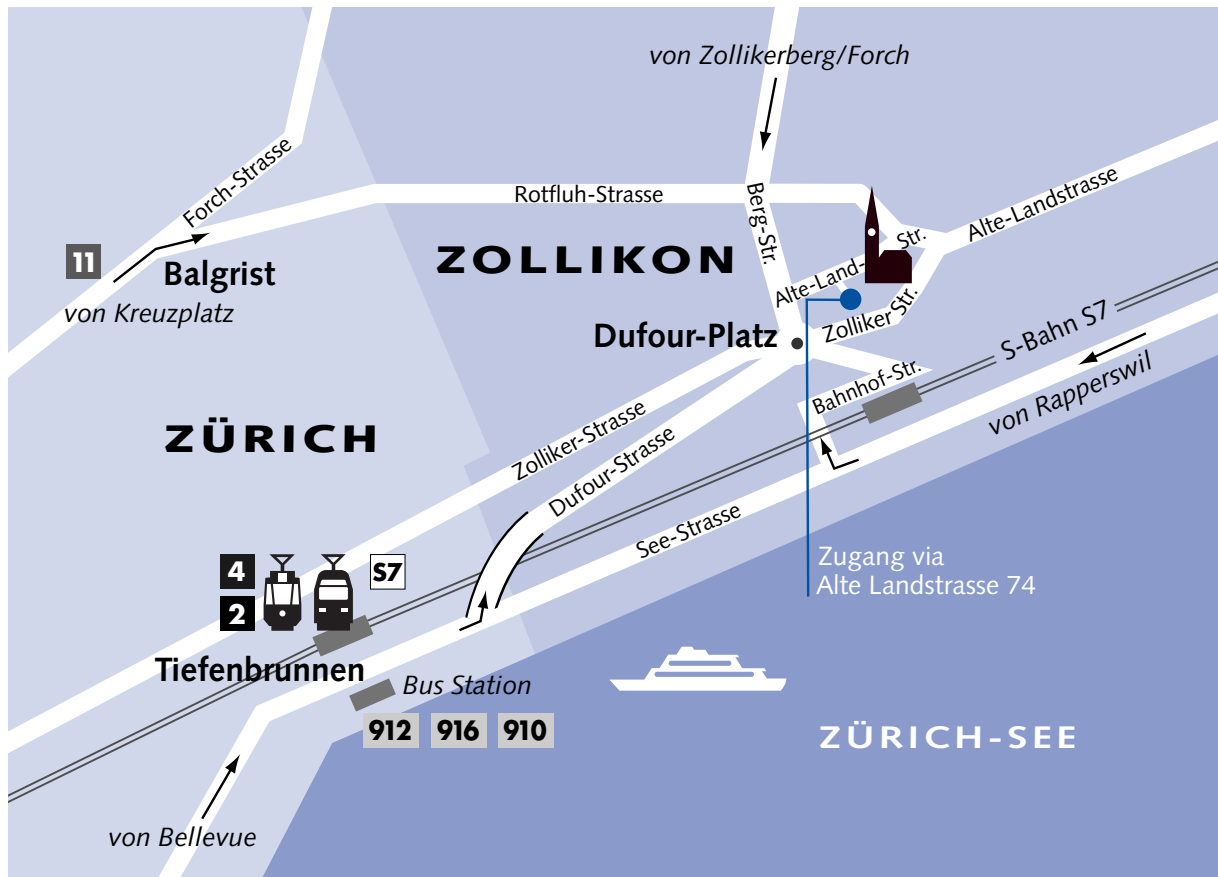 von Zollikerberg/Forch
Forch-Strasse
Rotfluh-Strasse
Berg-Str.
Alte-Landstrasse
11
Balgrist
von Kreuzplatz
ZOLLIKON
Alte-Land-
Str.
Zolliker
Str.
Dufour-Platz
S-Bahn S7
Bahnhof-Str.
von Rapperswil
ZÜRICH
Zolliker-Strasse
Dufour-Strasse
See-Strasse
4
S7
2
Zugang via
Alte Landstrasse 74
Tiefenbrunnen
Bus Station
912 916 910
ZÜRICH-SEE
von Bellevue